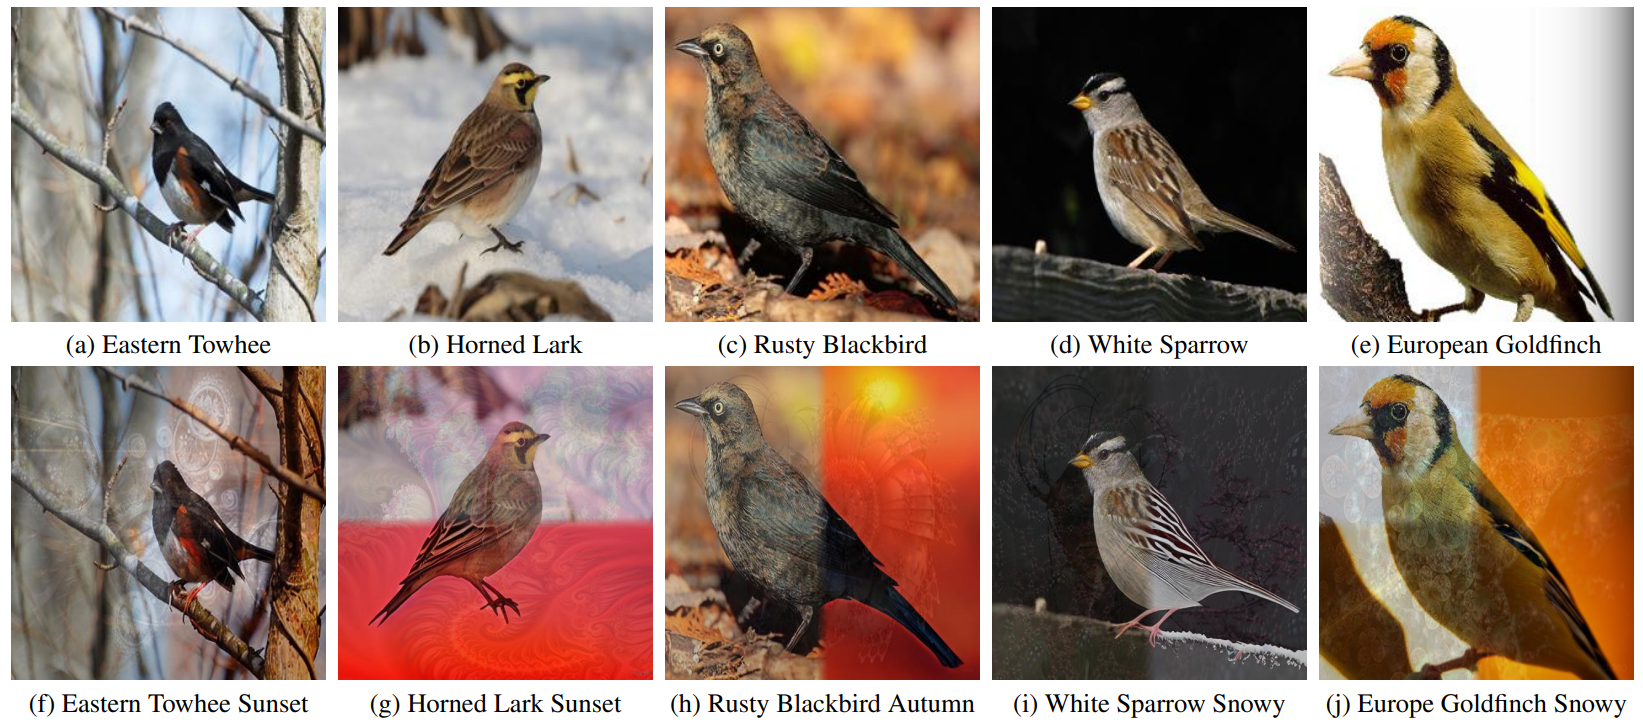 (a) Eastern Towhee
(b) Horned Lark
(c) Rusty Blackbird
(d) White Sparrow
(e) European Goldfinch
(f) Eastern Towhee Sunset
(g) Horned Lark Sunset
(h) Rusty Blackbird Autumn
(i) White Sparrow Snowy
(j) Europe Goldfinch Snowy